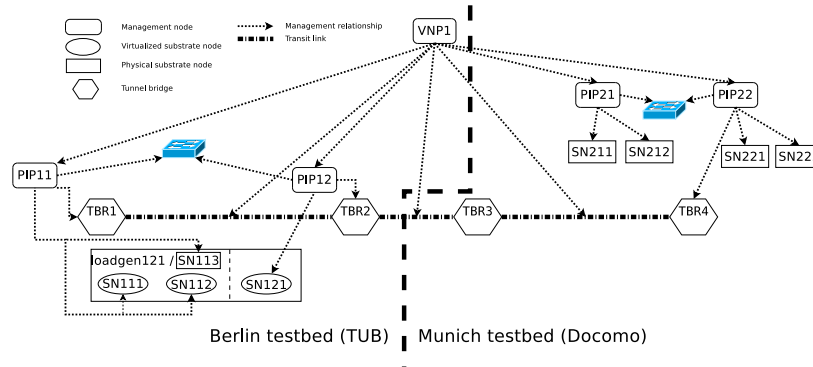 Management node
Management relationship
Virtualized substrate node
Transit link
Physical substrate node
Tunnel bridge
VNP1
PIP21
PIP22
SN211
SN212
SN221
SN22
PIP11
PIP12
TBR1
TBR2
TBR3
TBR4
loadgen121 / SN113
SN111
SN112
SN121
Berlin testbed (TUB)
Munich testbed (Docomo)